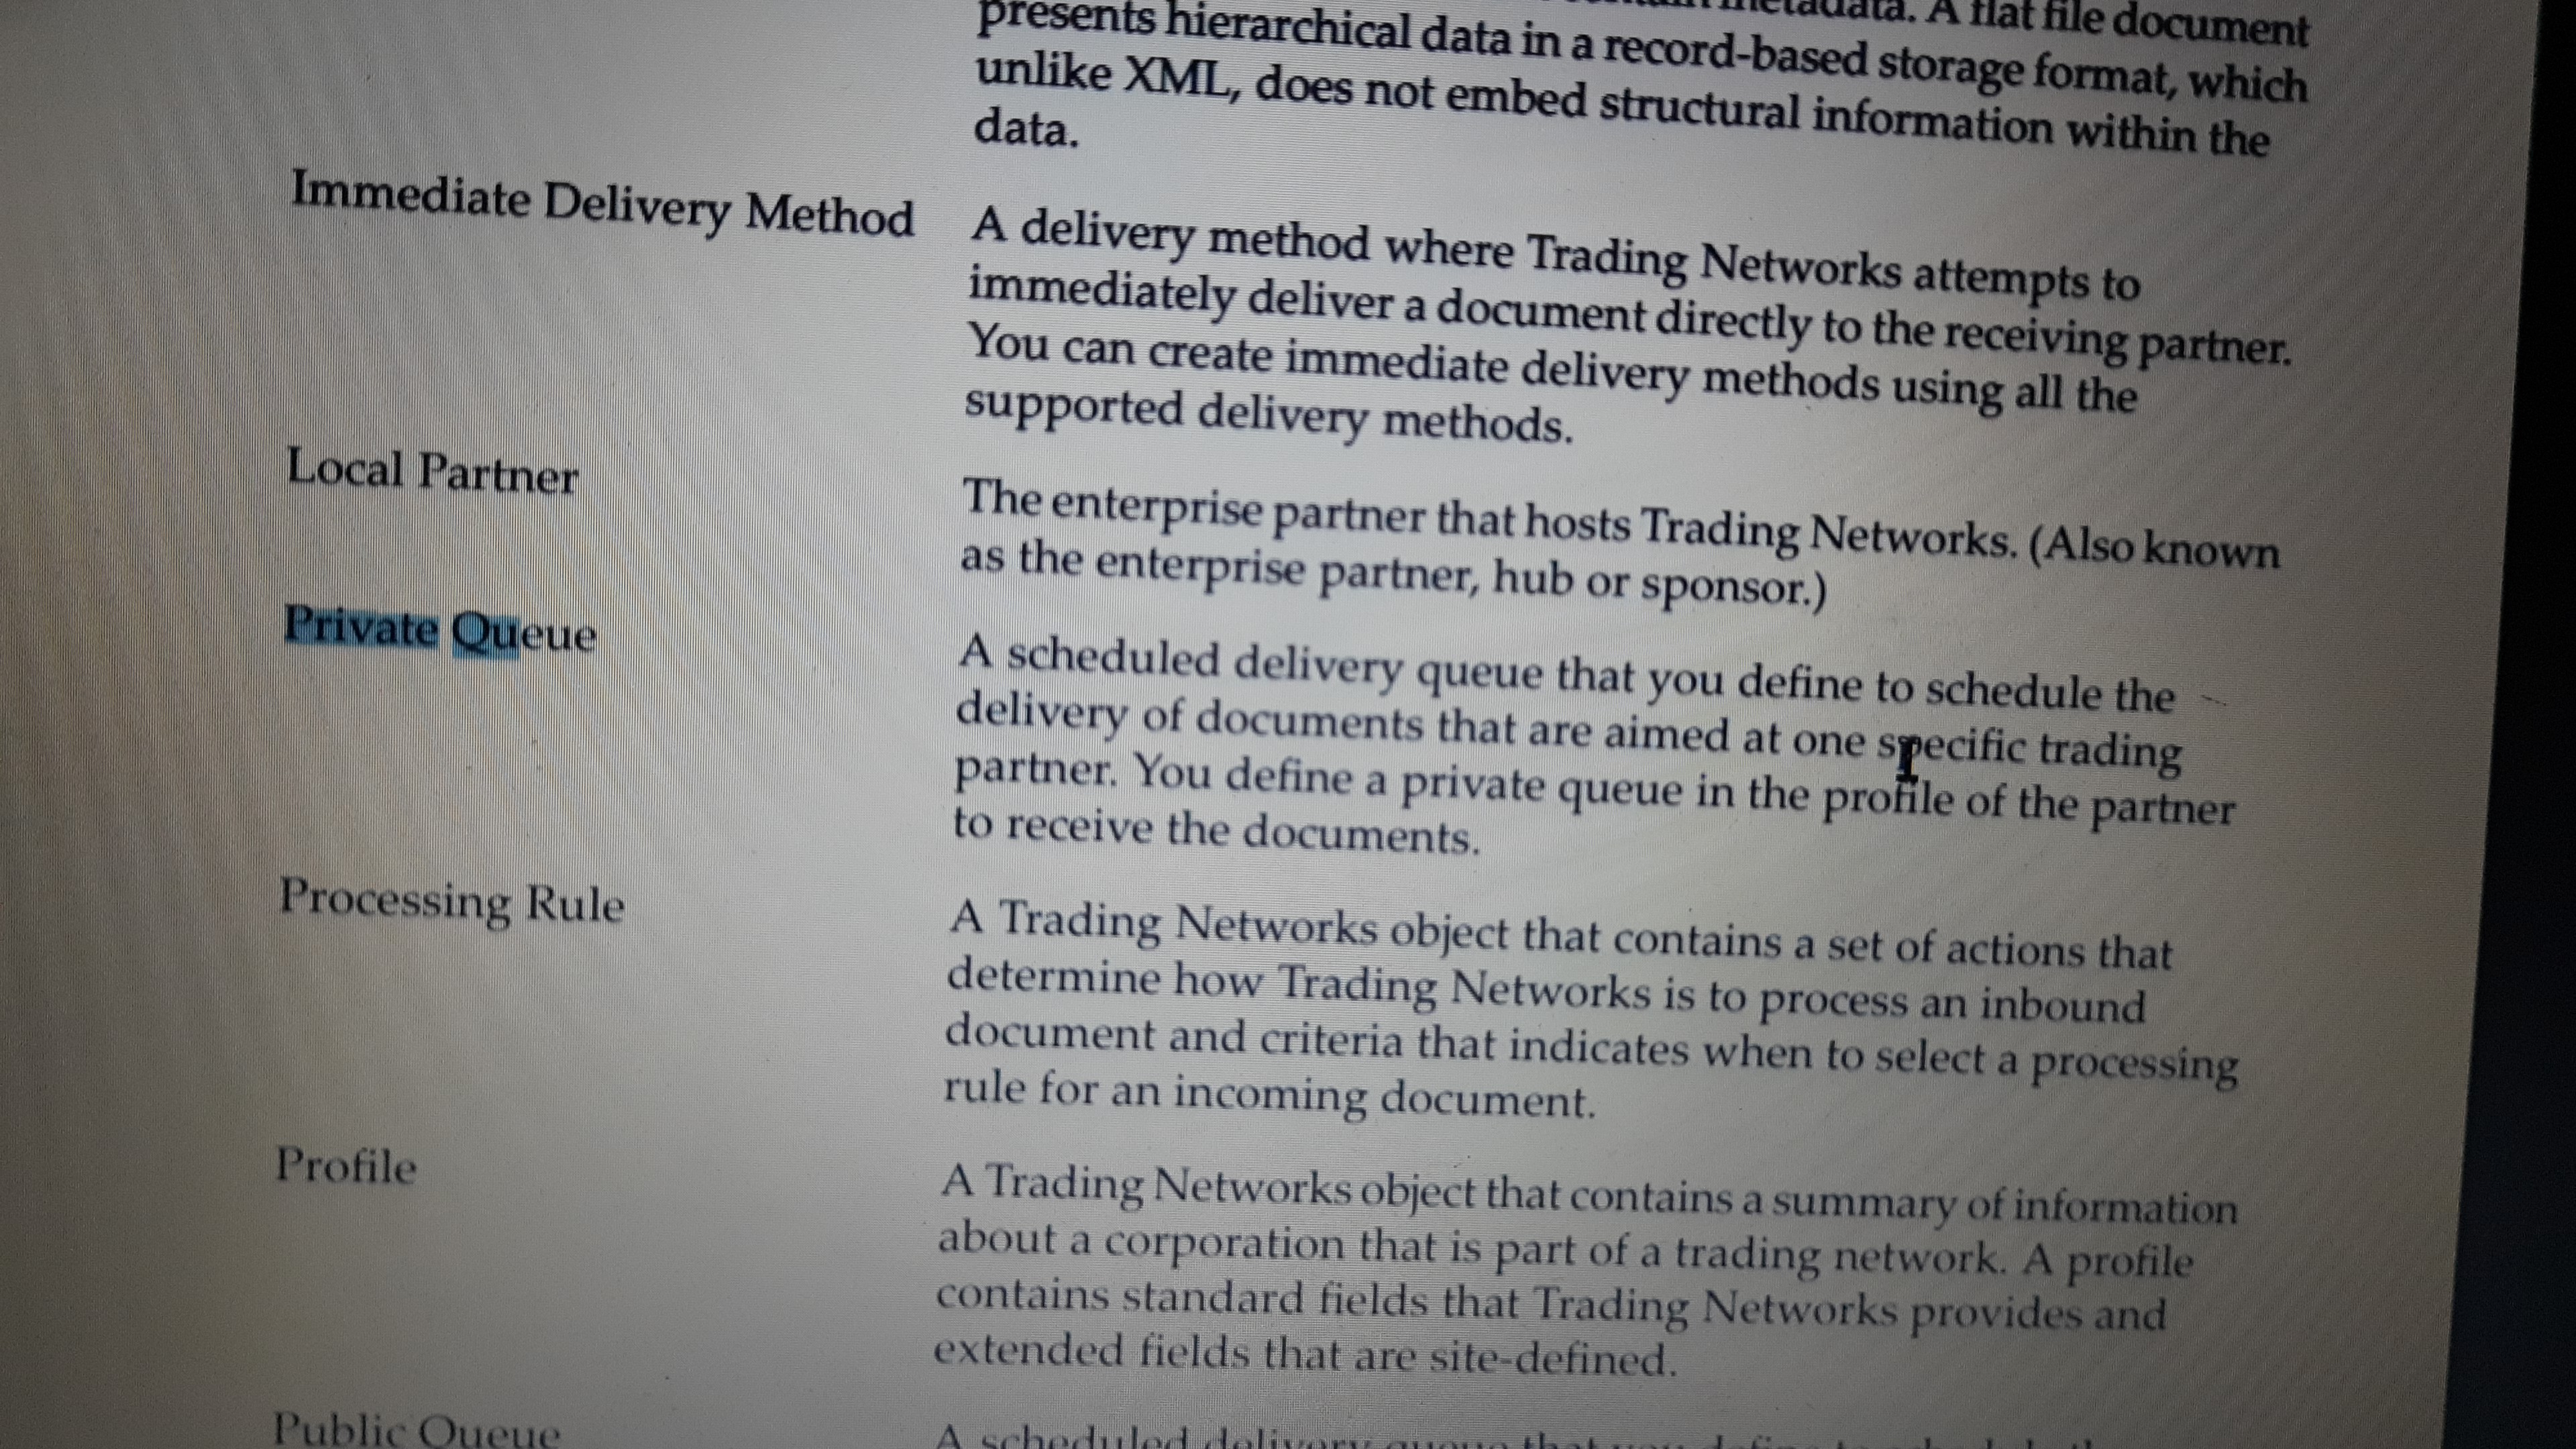 metadata. A flat file document
presents hierarchical data in a record-based storage format, which
unlike XML, does not embed structural information within the
data.
Immediate Delivery Method
A delivery method where Trading Networks attempts to
immediately deliver a document directly to the receiving partner.
You can create immediate delivery methods using all the
supported delivery methods.
Local Partner
The enterprise partner that hosts Trading Networks. (Also known
as the enterprise partner, hub or sponsor.)
Private Queue
A scheduled delivery queue that you define to schedule the
delivery of documents that are aimed at one specific trading
partner. You define a private queue in the profile of the partner
to receive the documents.
Processing Rule
A Trading Networks object that contains a set of actions that
determine how Trading Networks is to process an inbound
document and criteria that indicates when to select a processing
rule for an incoming document.
Profile
A Trading Networks object that contains a summary of information
about a corporation that is part of a trading network. A profile
contains standard fields that Trading Networks provides and
extended fields that are site-defined.
Public Queue
A scheduled delivery queue that you define to schedule the